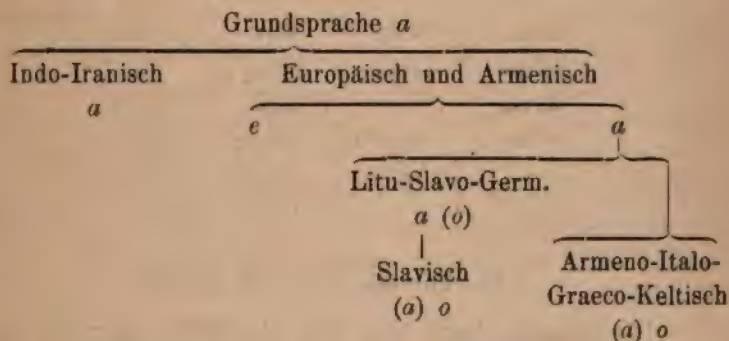 Grundsprache a
Indo-Iranisch Europäisch und Armenisch
a e a
Litu-Slavo-Germ.
a (o)
Slavisch Armeno-Italo-
(a) o Graeco-Keltisch
(a) o